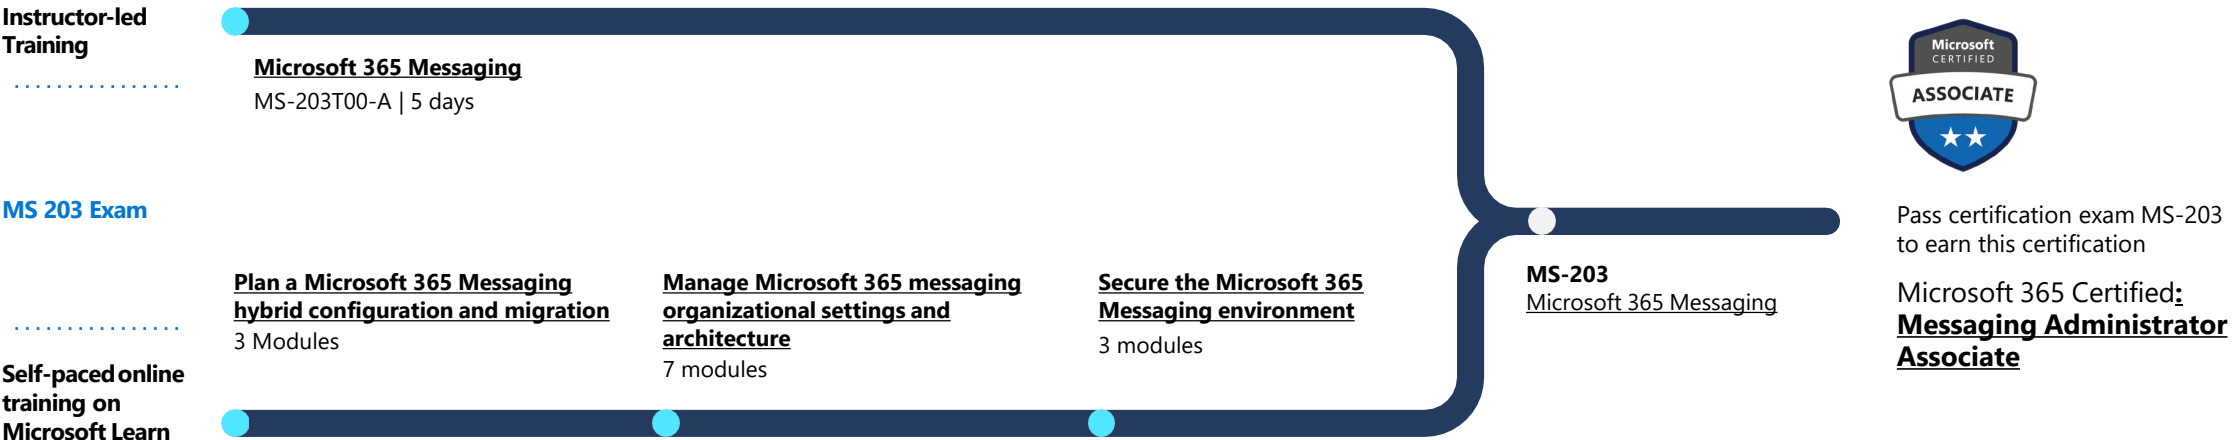 Instructor-led
Training
Microsoft 365 Messaging
MS-203T00-A | 5 days
MS 203 Exam
Plan a Microsoft 365 Messaging
hybrid configuration and migration
3 Modules
Manage Microsoft 365 messaging
organizational settings and
architecture
7 modules
Secure the Microsoft 365
Messaging environment
3 modules
Self-paced online
training on
Microsoft Learn
MS-203
Microsoft 365 Messaging
Microsoft
CERTIFIED
ASSOCIATE
Pass certification exam MS-203
to earn this certification
Microsoft 365 Certified:
Messaging Administrator
Associate